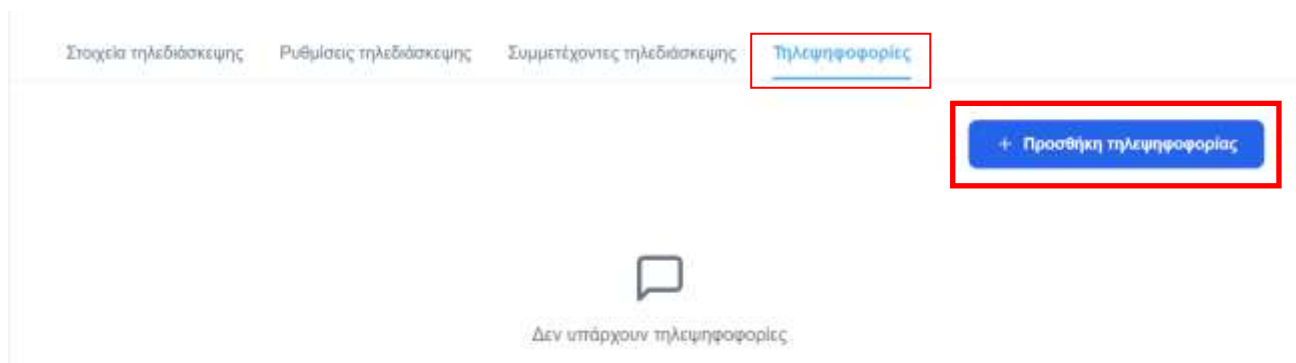 Στοιχεία τηλεδιάσκεψης Ρυθμίσεις τηλεδιάσκεψης Συμμετέχοντες τηλεδιάσκεψης Τηλεψηφοφορίες
+ Προσθήκη τηλεψηφοφορίας
Δεν υπάρχουν τηλεψηφοφορίες